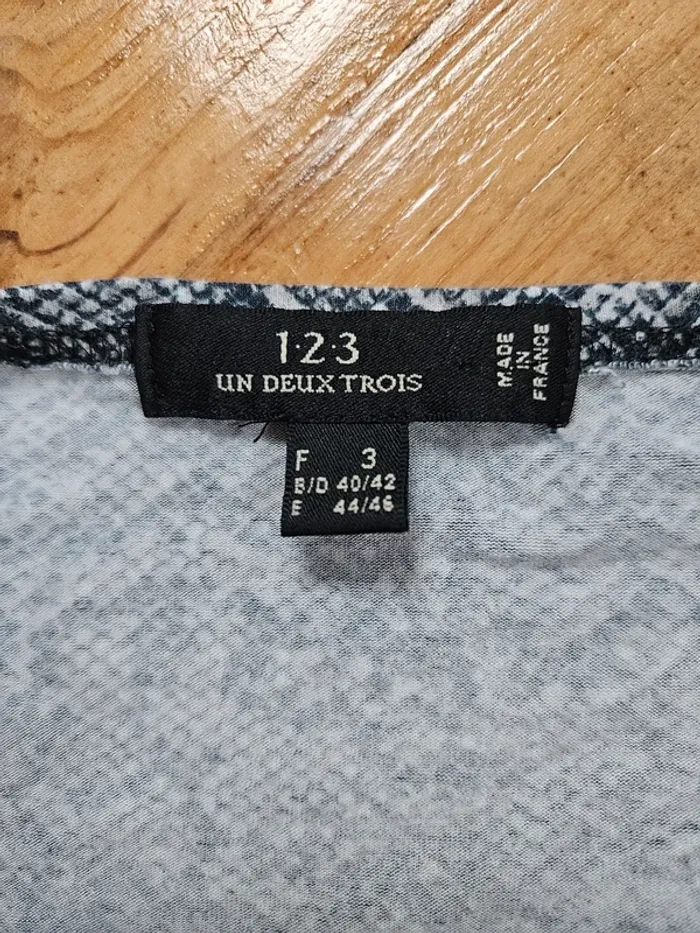 1·2·3
UN DEUX TROIS
MADE
IN
FRANCE
F 3
B/D 40/42
E 44/46